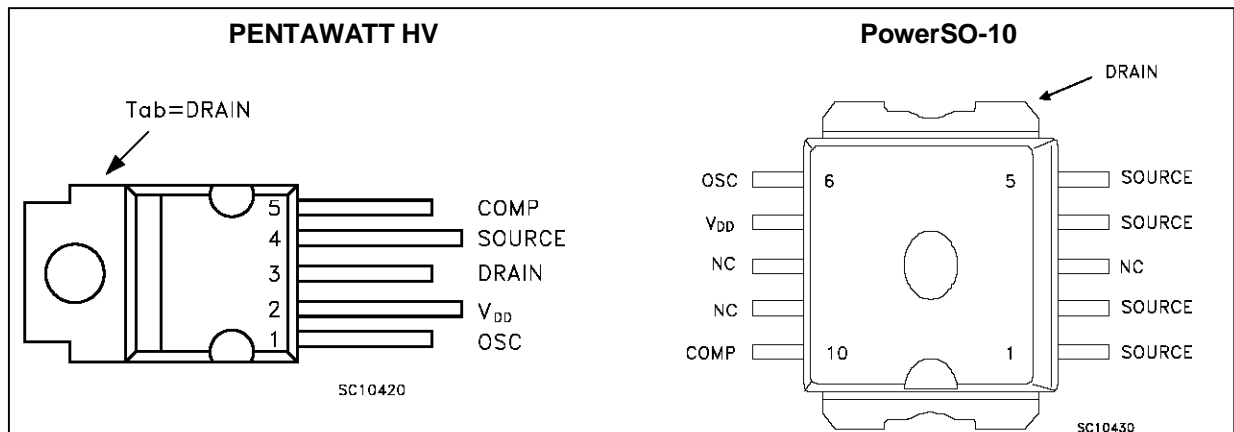 PENTAWATT HV
Tab=DRAIN
5 COMP
4 SOURCE
3 DRAIN
2 VDD
1 OSC
SC10420
PowerSO-10
DRAIN
OSC 6 5 SOURCE
VDD SOURCE
NC NC
NC SOURCE
COMP 10 1 SOURCE
SC10430